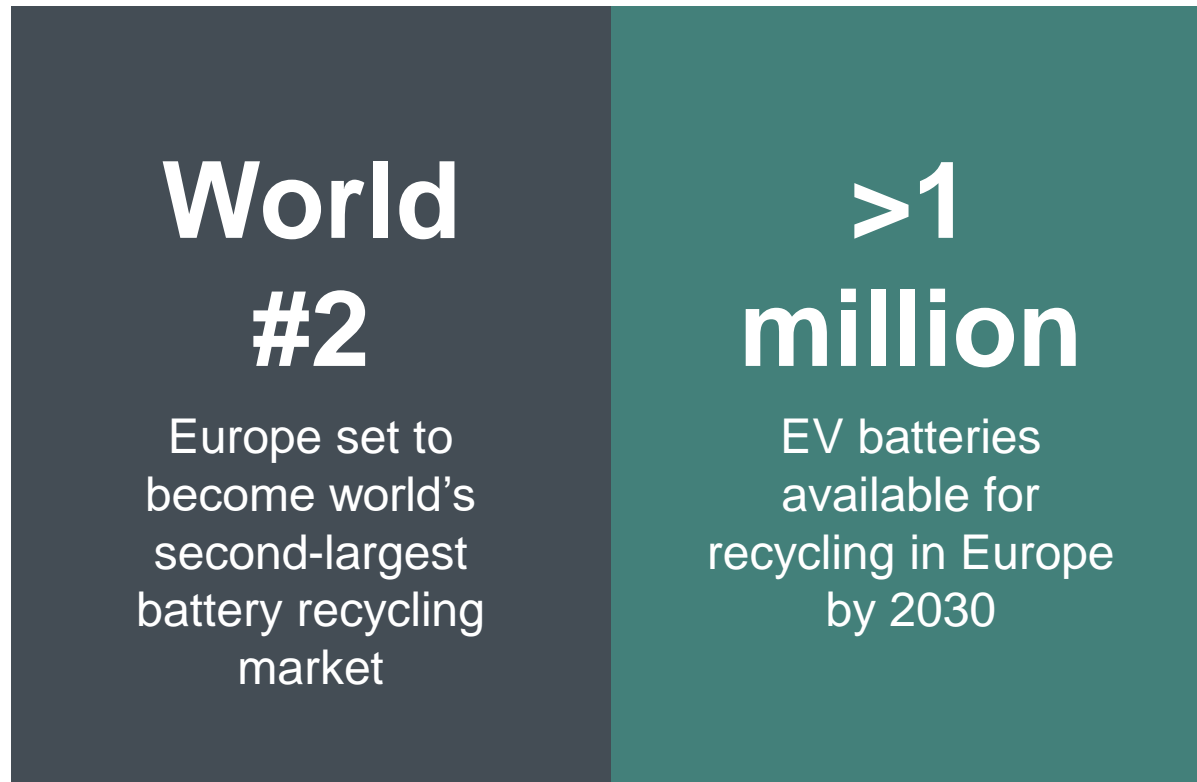 World
#2
Europe set to
become world’s
second-largest
battery recycling
market
>1
million
EV batteries
available for
recycling in Europe
by 2030